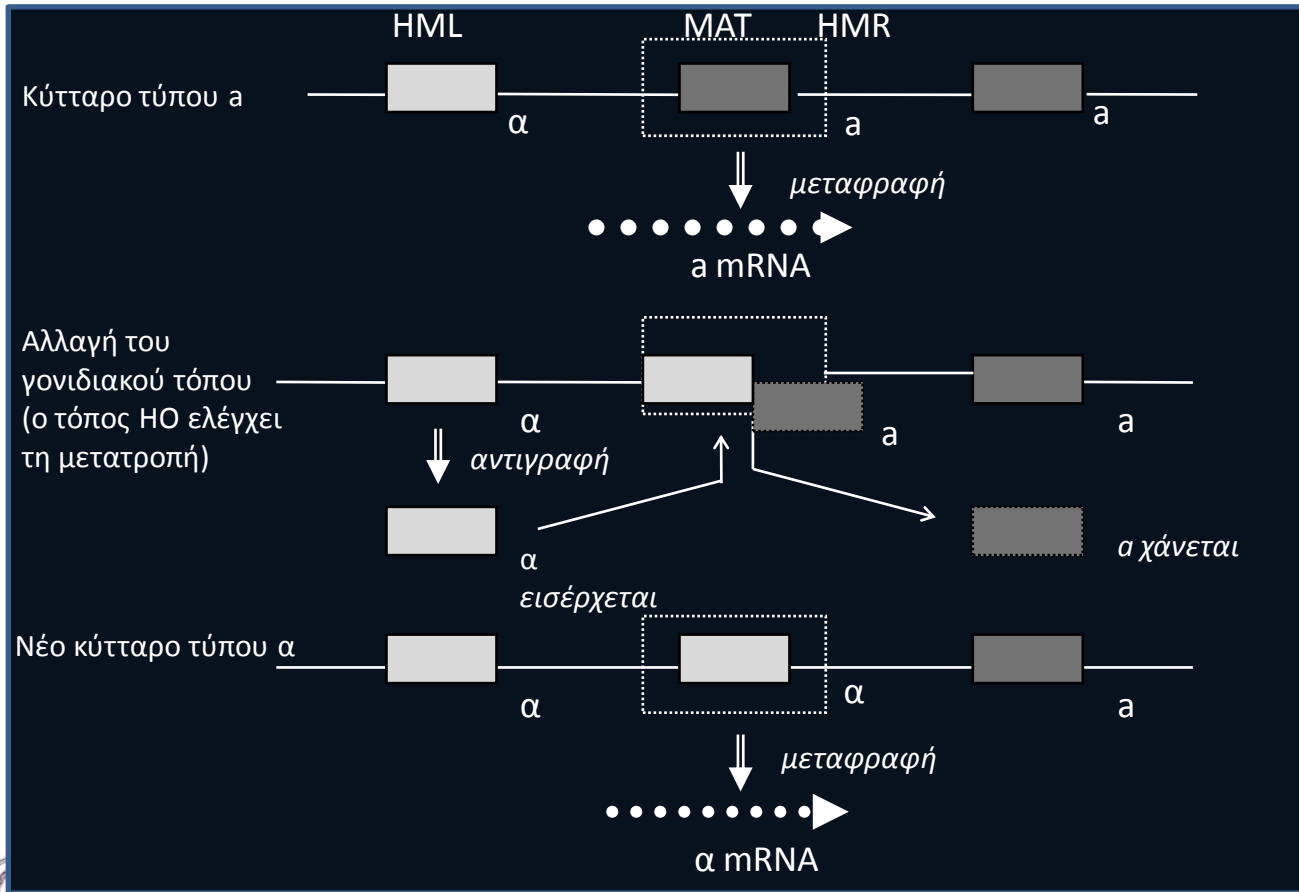 HML MAT HMR
Κύτταρο τύπου a
α a a
μεταφραφή
a mRNA
Αλλαγή του
γονιδιακού τόπου
(ο τόπος HO ελέγχει
τη μετατροπή)
α a a
αντιγραφή
α
εισέρχεται
a χάνεται
Νέο κύτταρο τύπου α
α α a
μεταφραφή
α mRNA